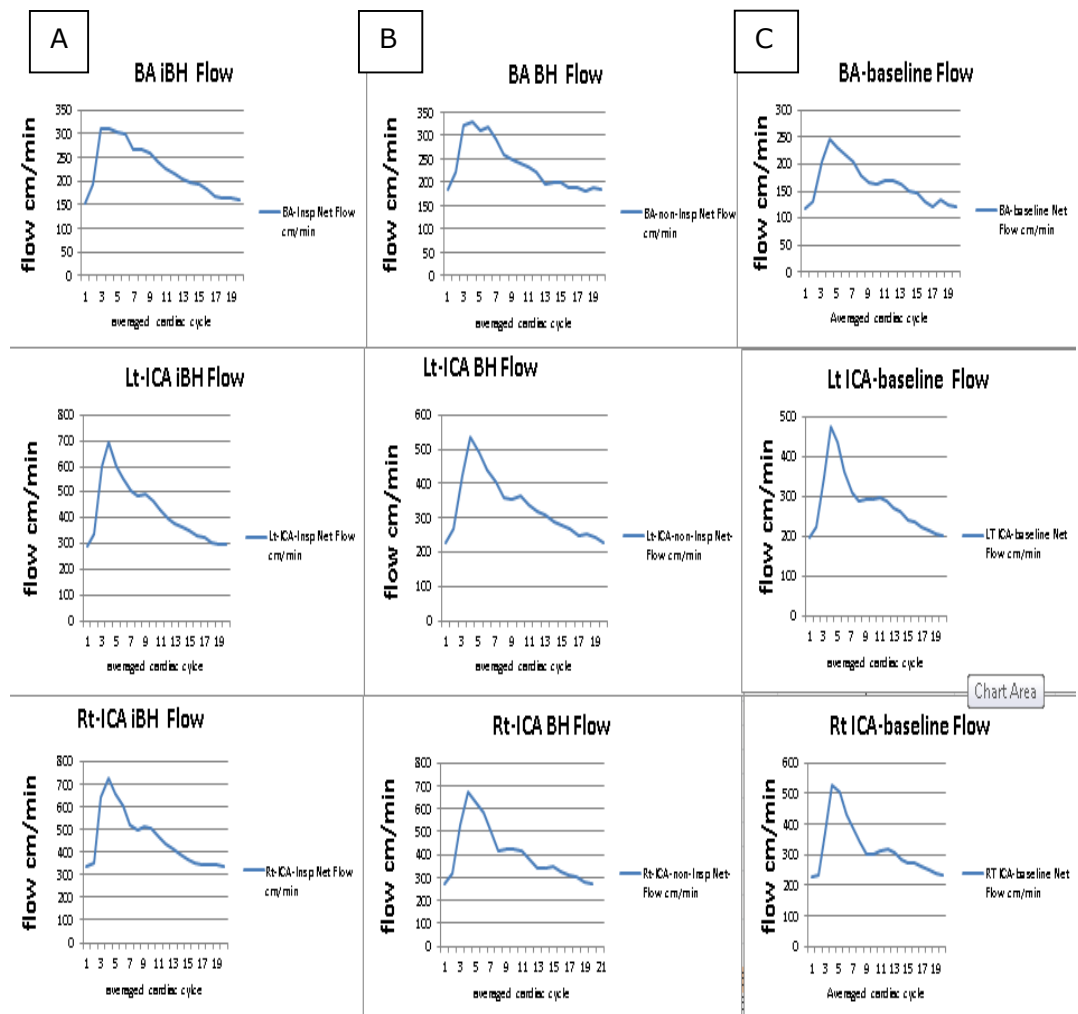 A
BA iBH Flow
flow cm/min
350
300
250
200
150
100
50
0
1 3 5 7 9 11 13 15 17 19
averaged cardiac cycle
BA-Insp Net Flow
cm/min
B
BA BH Flow
flow cm/min
350
300
250
200
150
100
50
0
1 3 5 7 9 11 13 15 17 19
averaged cardiac cycle
BA-non-Insp Net Flow
cm/min
C
BA-baseline Flow
flow cm/min
300
250
200
150
100
50
0
1 3 5 7 9 11 13 15 17 19
Averaged cardiac cycle
BA-baseline Net
Flow cm/min
Lt-ICA iBH Flow
flow cm/min
800
700
600
500
400
300
200
100
0
1 3 5 7 9 11 13 15 17 19
averaged cardiac cylce
Lt-ICA-Insp Net Flow
cm/min
Lt-ICA BH Flow
flow cm/min
600
500
400
300
200
100
0
1 3 5 7 9 11 13 15 17 19
averaged cardiac cycle
Lt-ICA-non-Insp Net-
Flow cm/min
Lt ICA-baseline Flow
flow cm/min
500
400
300
200
100
0
1 3 5 7 9 11 13 15 17 19
averaged cardiac cycle
LT ICA-baseline Net
Flow cm/min
Chart Area
Rt-ICA iBH Flow
flow cm/min
800
700
600
500
400
300
200
100
0
1 3 5 7 9 11 13 15 17 19
averaged cardiac cylce
Rt-ICA-Insp Net Flow
cm/min
Rt-ICA BH Flow
flow cm/min
800
700
600
500
400
300
200
100
0
1 3 5 7 9 11 13 15 17 19 21
averaged cardiac cycle
Rt-ICA-non-Insp Net-
Flow cm/min
Rt ICA-baseline Flow
flow cm/min
600
500
400
300
200
100
0
1 3 5 7 9 11 13 15 17 19
Averaged cardiac cycle
RT ICA-baseline Net
Flow cm/min